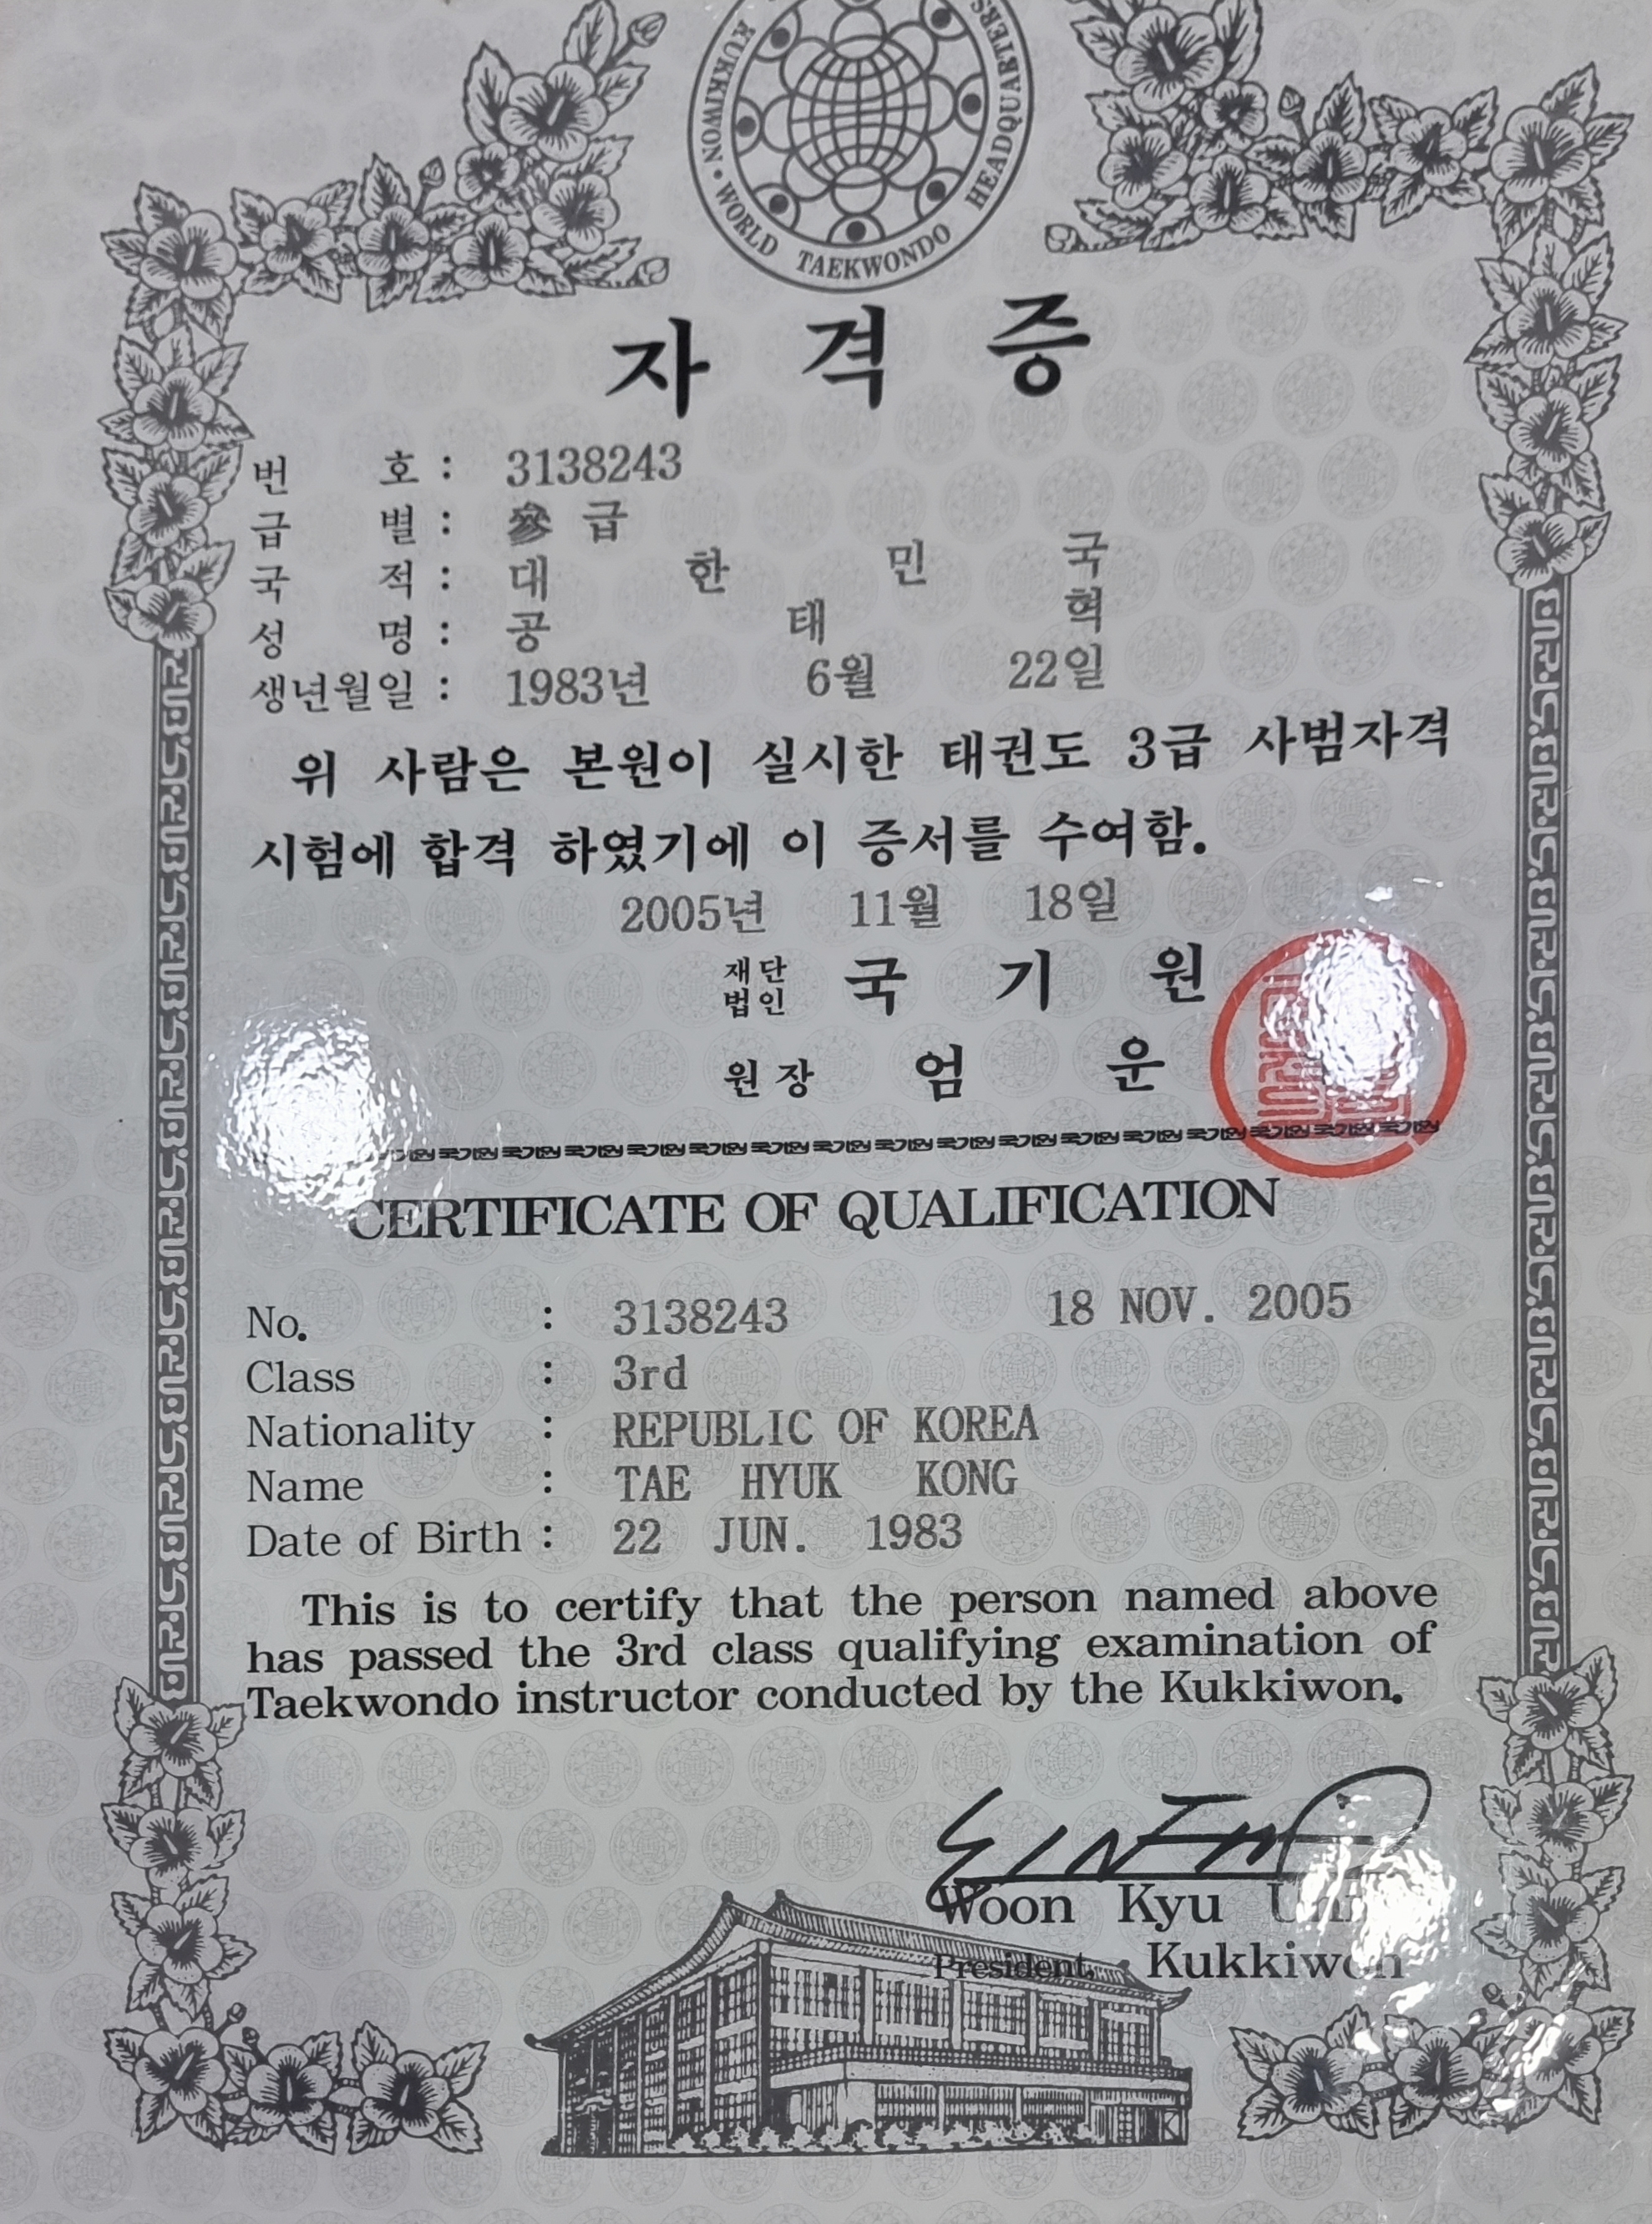 KUKKIWON · WORLD TAEKWONDO HEADQUARTERS
자격증
번 호 : 3138243
급 별 : 參 급
국 적 : 대 한 민 국
성 명 : 공 태 혁
생년월일 : 1983년 6월 22일
위 사람은 본원이 실시한 태권도 3급 사범자격
시험에 합격 하였기에 이 증서를 수여함.
2005년 11월 18일
재단법인 국 기 원
원장 엄 운
CERTIFICATE OF QUALIFICATION
No. : 3138243 18 NOV. 2005
Class : 3rd
Nationality : REPUBLIC OF KOREA
Name : TAE HYUK KONG
Date of Birth : 22 JUN. 1983
This is to certify that the person named above
has passed the 3rd class qualifying examination of
Taekwondo instructor conducted by the Kukkiwon.
Woon Kyu
President, Kukkiwon